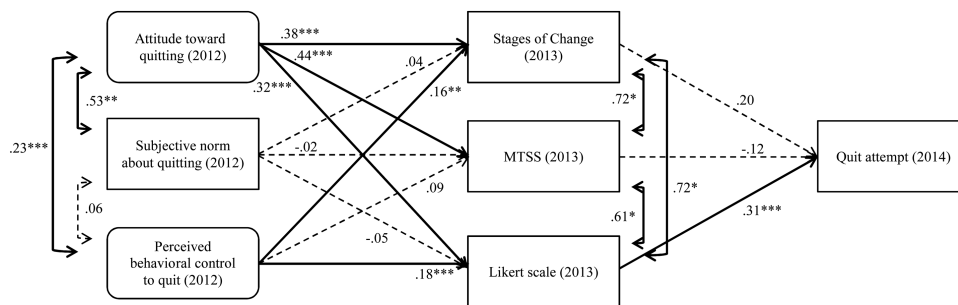 Attitude toward
quitting (2012)
Subjective norm
about quitting (2012)
Perceived
behavioral control
to quit (2012)
Stages of Change
(2013)
MTSS (2013)
Likert scale (2013)
Quit attempt (2014)
.38***
.44***
.32***
.04
.16**
-.02
.09
-.05
.18***
.53**
.23***
.06
.72*
.61*
.72*
.20
-.12
.31***